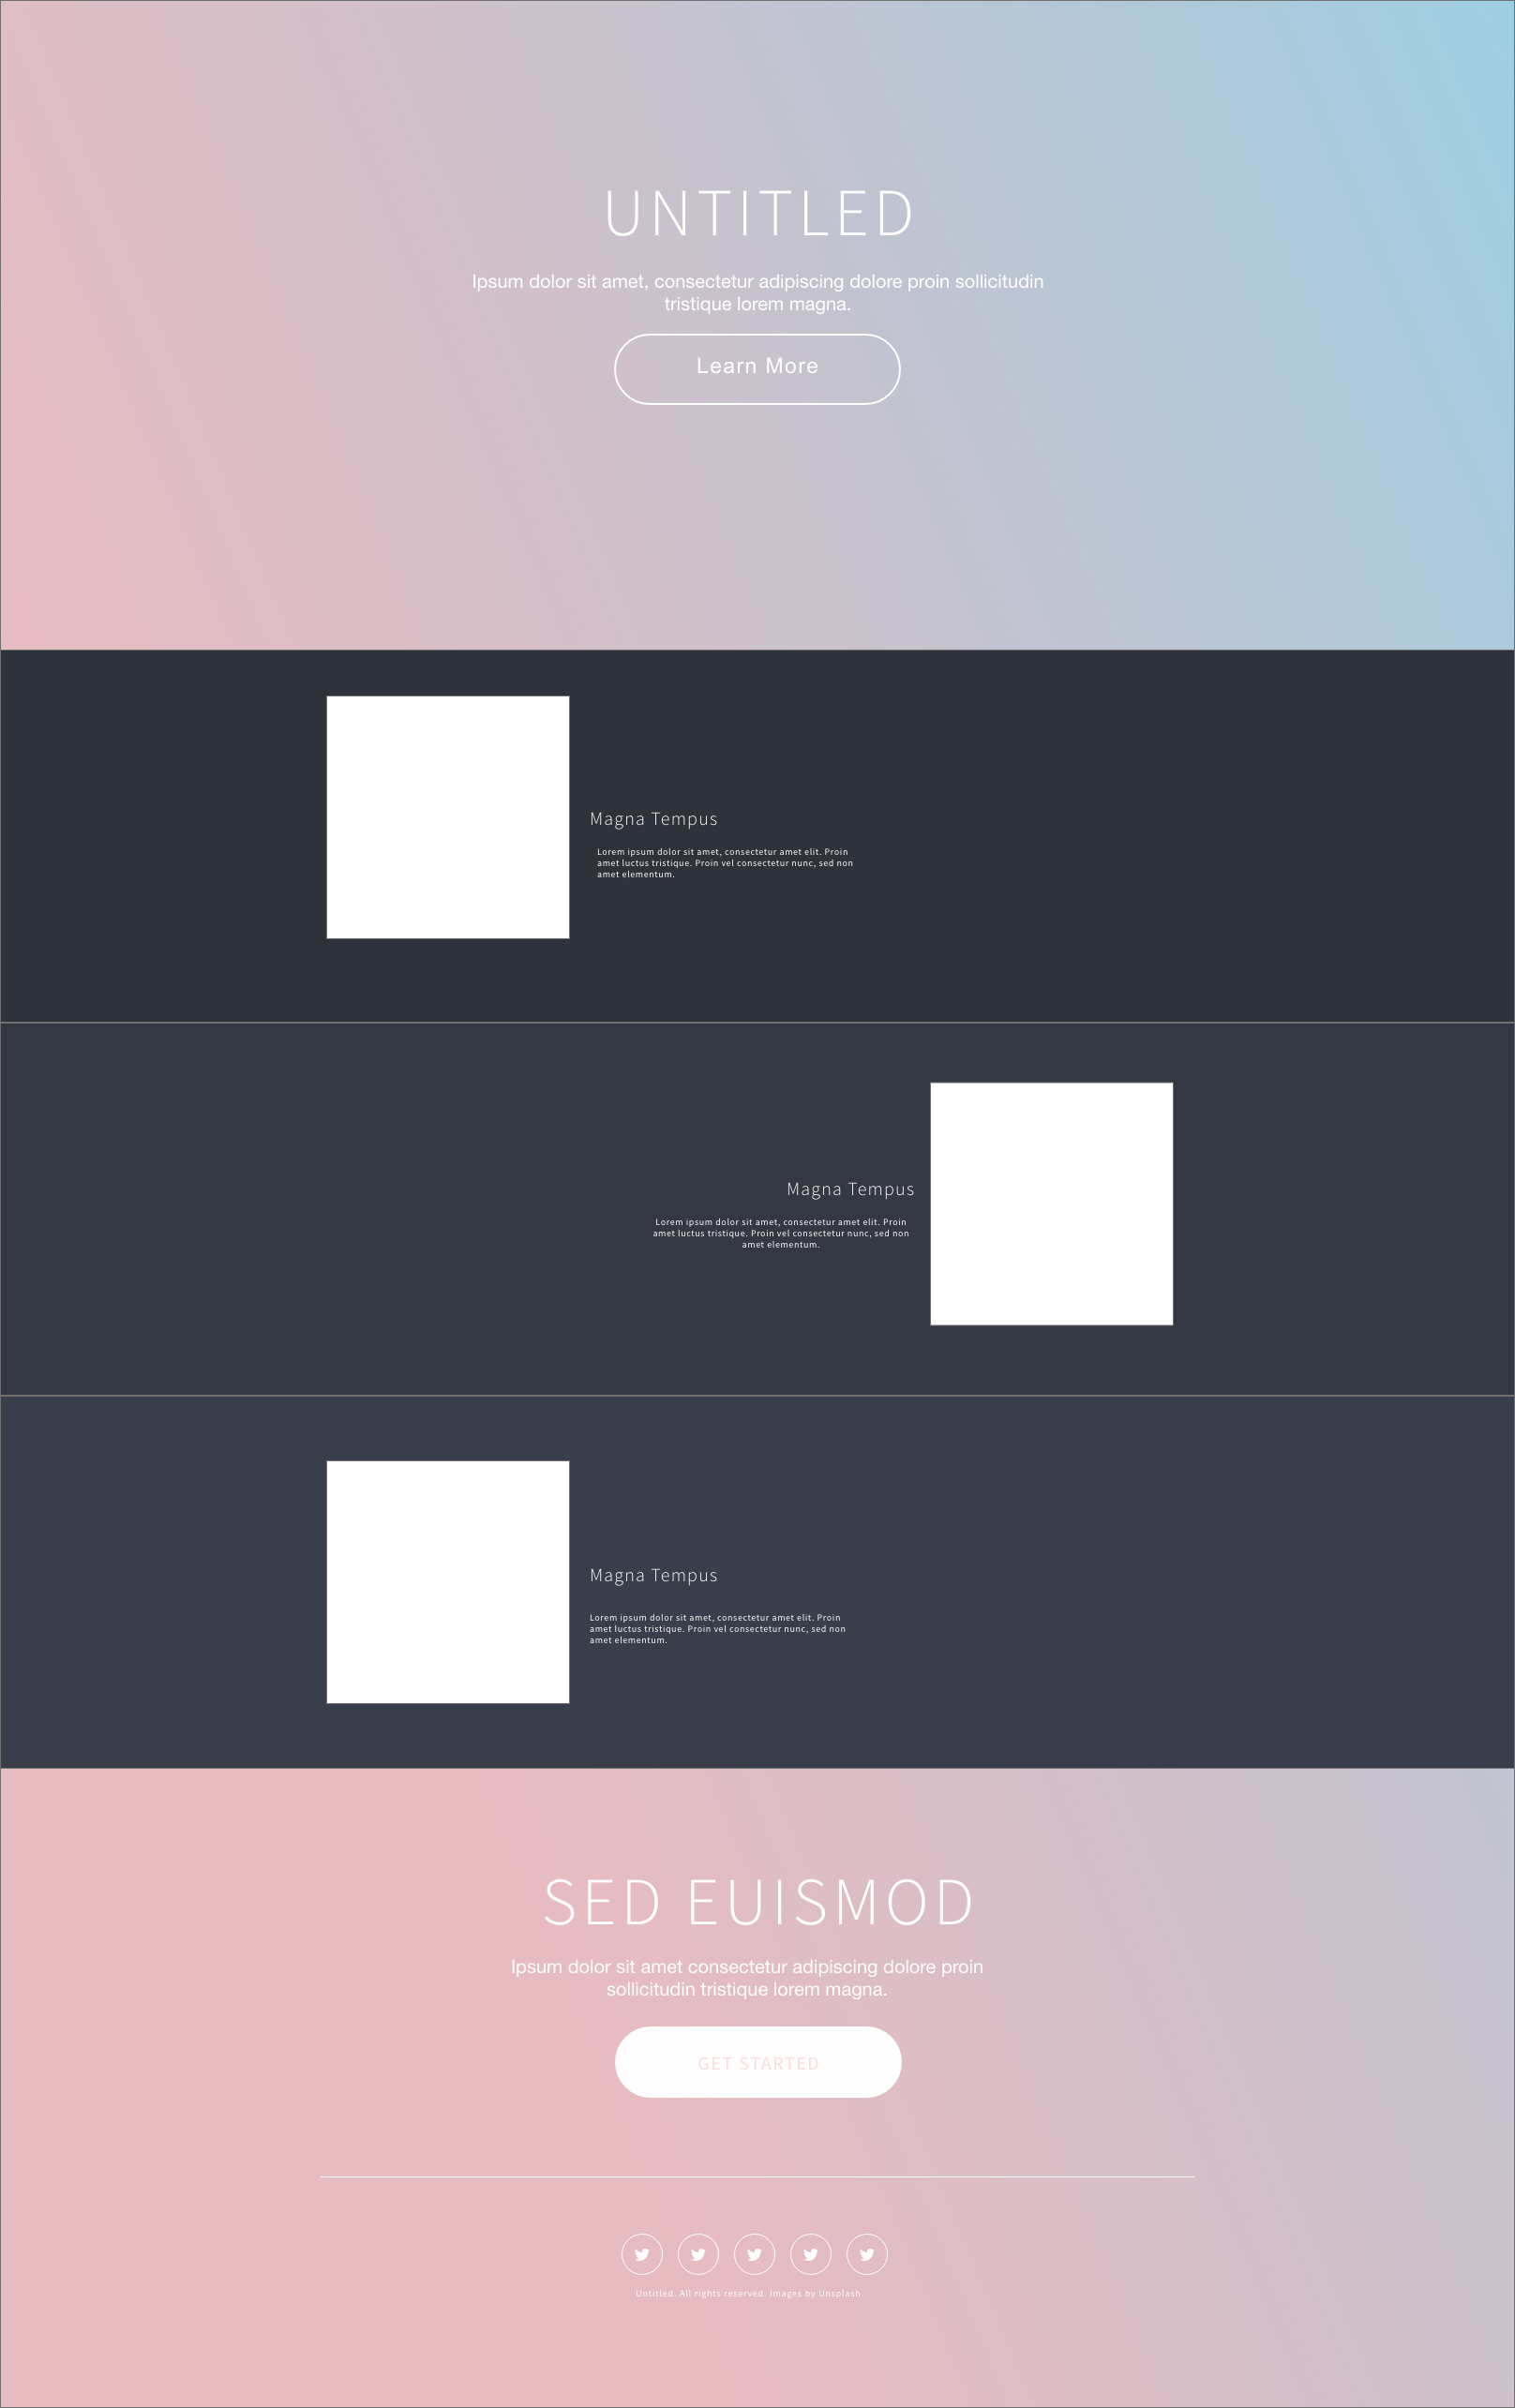 UNTITLED
Ipsum dolor sit amet, consectetur adipiscing dolore proin sollicitudin
tristique lorem magna.
Learn More
Magna Tempus
Lorem ipsum dolor sit amet, consectetur amet elit. Proin
amet luctus tristique. Proin vel consectetur nunc, sed non
amet elementum.
Magna Tempus
Lorem ipsum dolor sit amet, consectetur amet elit. Proin
amet luctus tristique. Proin vel consectetur nunc, sed non
amet elementum.
Magna Tempus
Lorem ipsum dolor sit amet, consectetur amet elit. Proin
amet luctus tristique. Proin vel consectetur nunc, sed non
amet elementum.
SED EUISMOD
Ipsum dolor sit amet consectetur adipiscing dolore proin
sollicitudin tristique lorem magna.
GET STARTED
Untitled. All rights reserved. Images by Unsplash